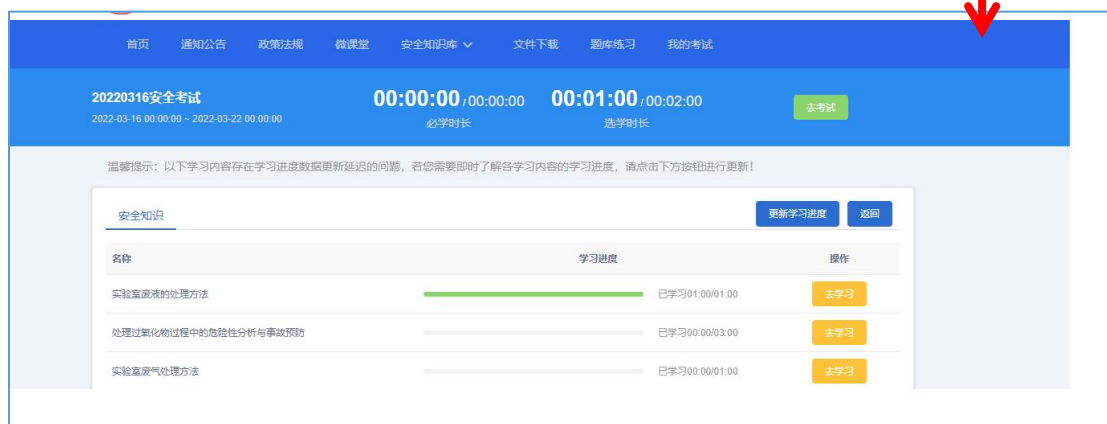 首页 通知公告 政策法规 微课堂 安全知识库 文件下载 题库练习 我的考试
20220316安全考试 00:00:00 /00:00:00 00:01:00 /00:02:00 去考试
2022-03-16 00:00:00 ~ 2022-03-22 00:00:00 必学时长 选学时长
温馨提示：以下学习内容存在学习进度数据更新延迟的问题，若您需要即时了解各学习内容的学习进度，请点击下方按钮进行更新！
安全知识 更新学习进度 返回
名称 学习进度 操作
实验室废液的处理方法 已学习01:00/01:00 去学习
处理过氧化物过程中的危险性分析与事故预防 已学习00:00/03:00 去学习
实验室废气处理方法 已学习00:00/01:00 去学习